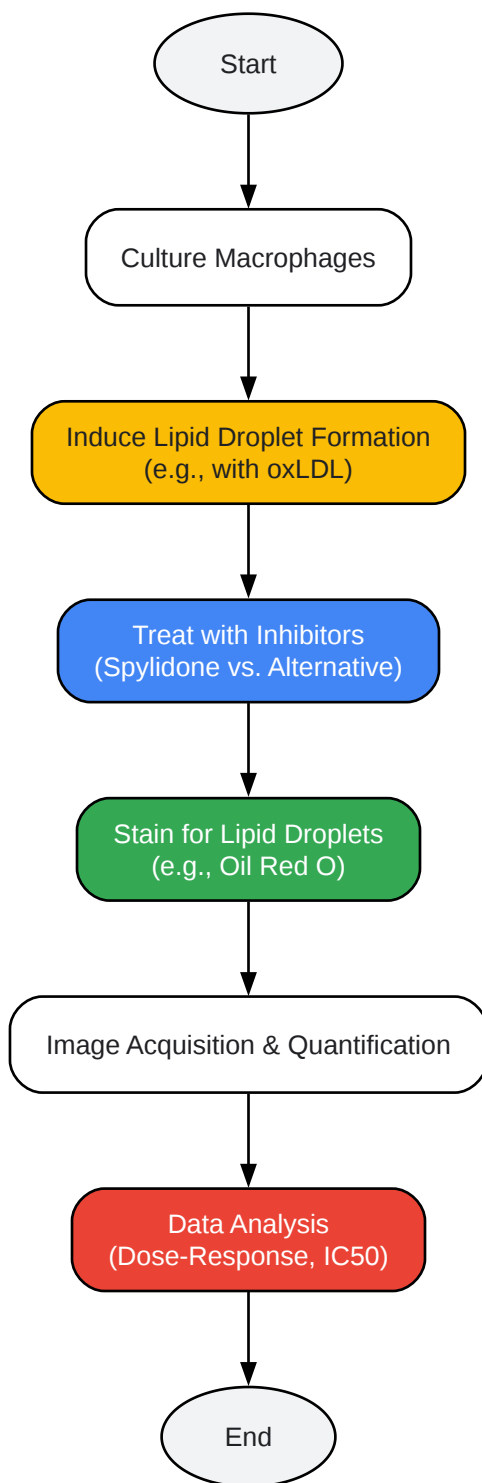 Start
Culture Macrophages
Induce Lipid Droplet Formation
(e.g., with oxLDL)
Treat with Inhibitors
(Spylidone vs. Alternative)
Stain for Lipid Droplets
(e.g., Oil Red O)
Image Acquisition & Quantification
Data Analysis
(Dose-Response, IC50)
End